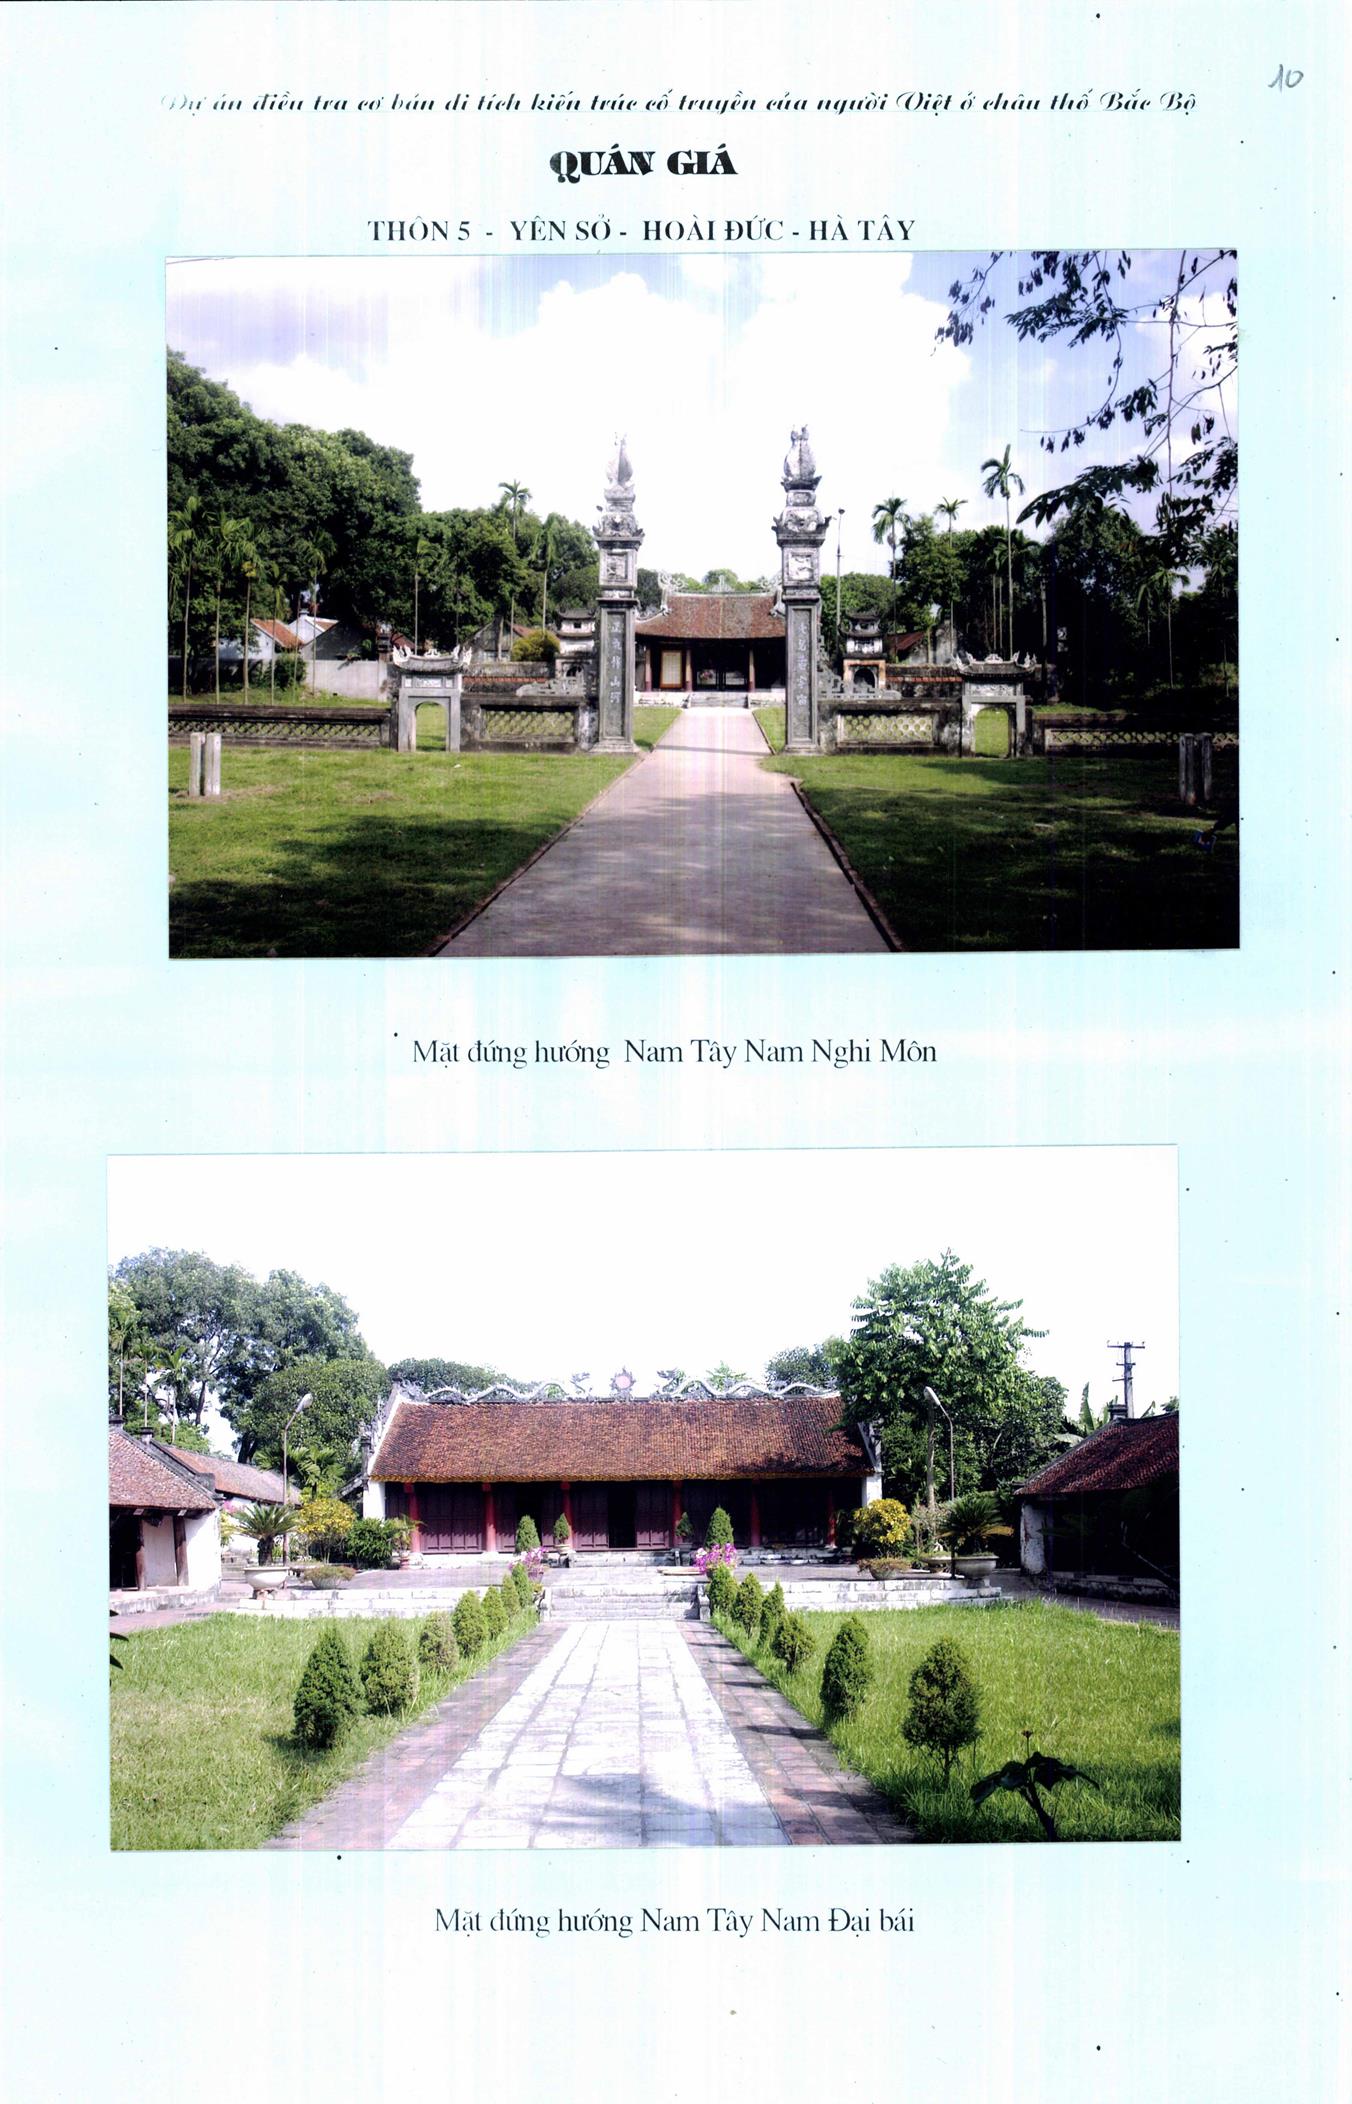 10
Dự án điều tra cơ bản di tích kiến trúc cổ truyền của người Việt ở châu thổ Bắc Bộ
QUÁN GIÁ
THÔN 5 - YÊN SỞ - HOÀI ĐỨC - HÀ TÂY
Mặt đứng hướng Nam Tây Nam Nghi Môn
Mặt đứng hướng Nam Tây Nam Đại bái